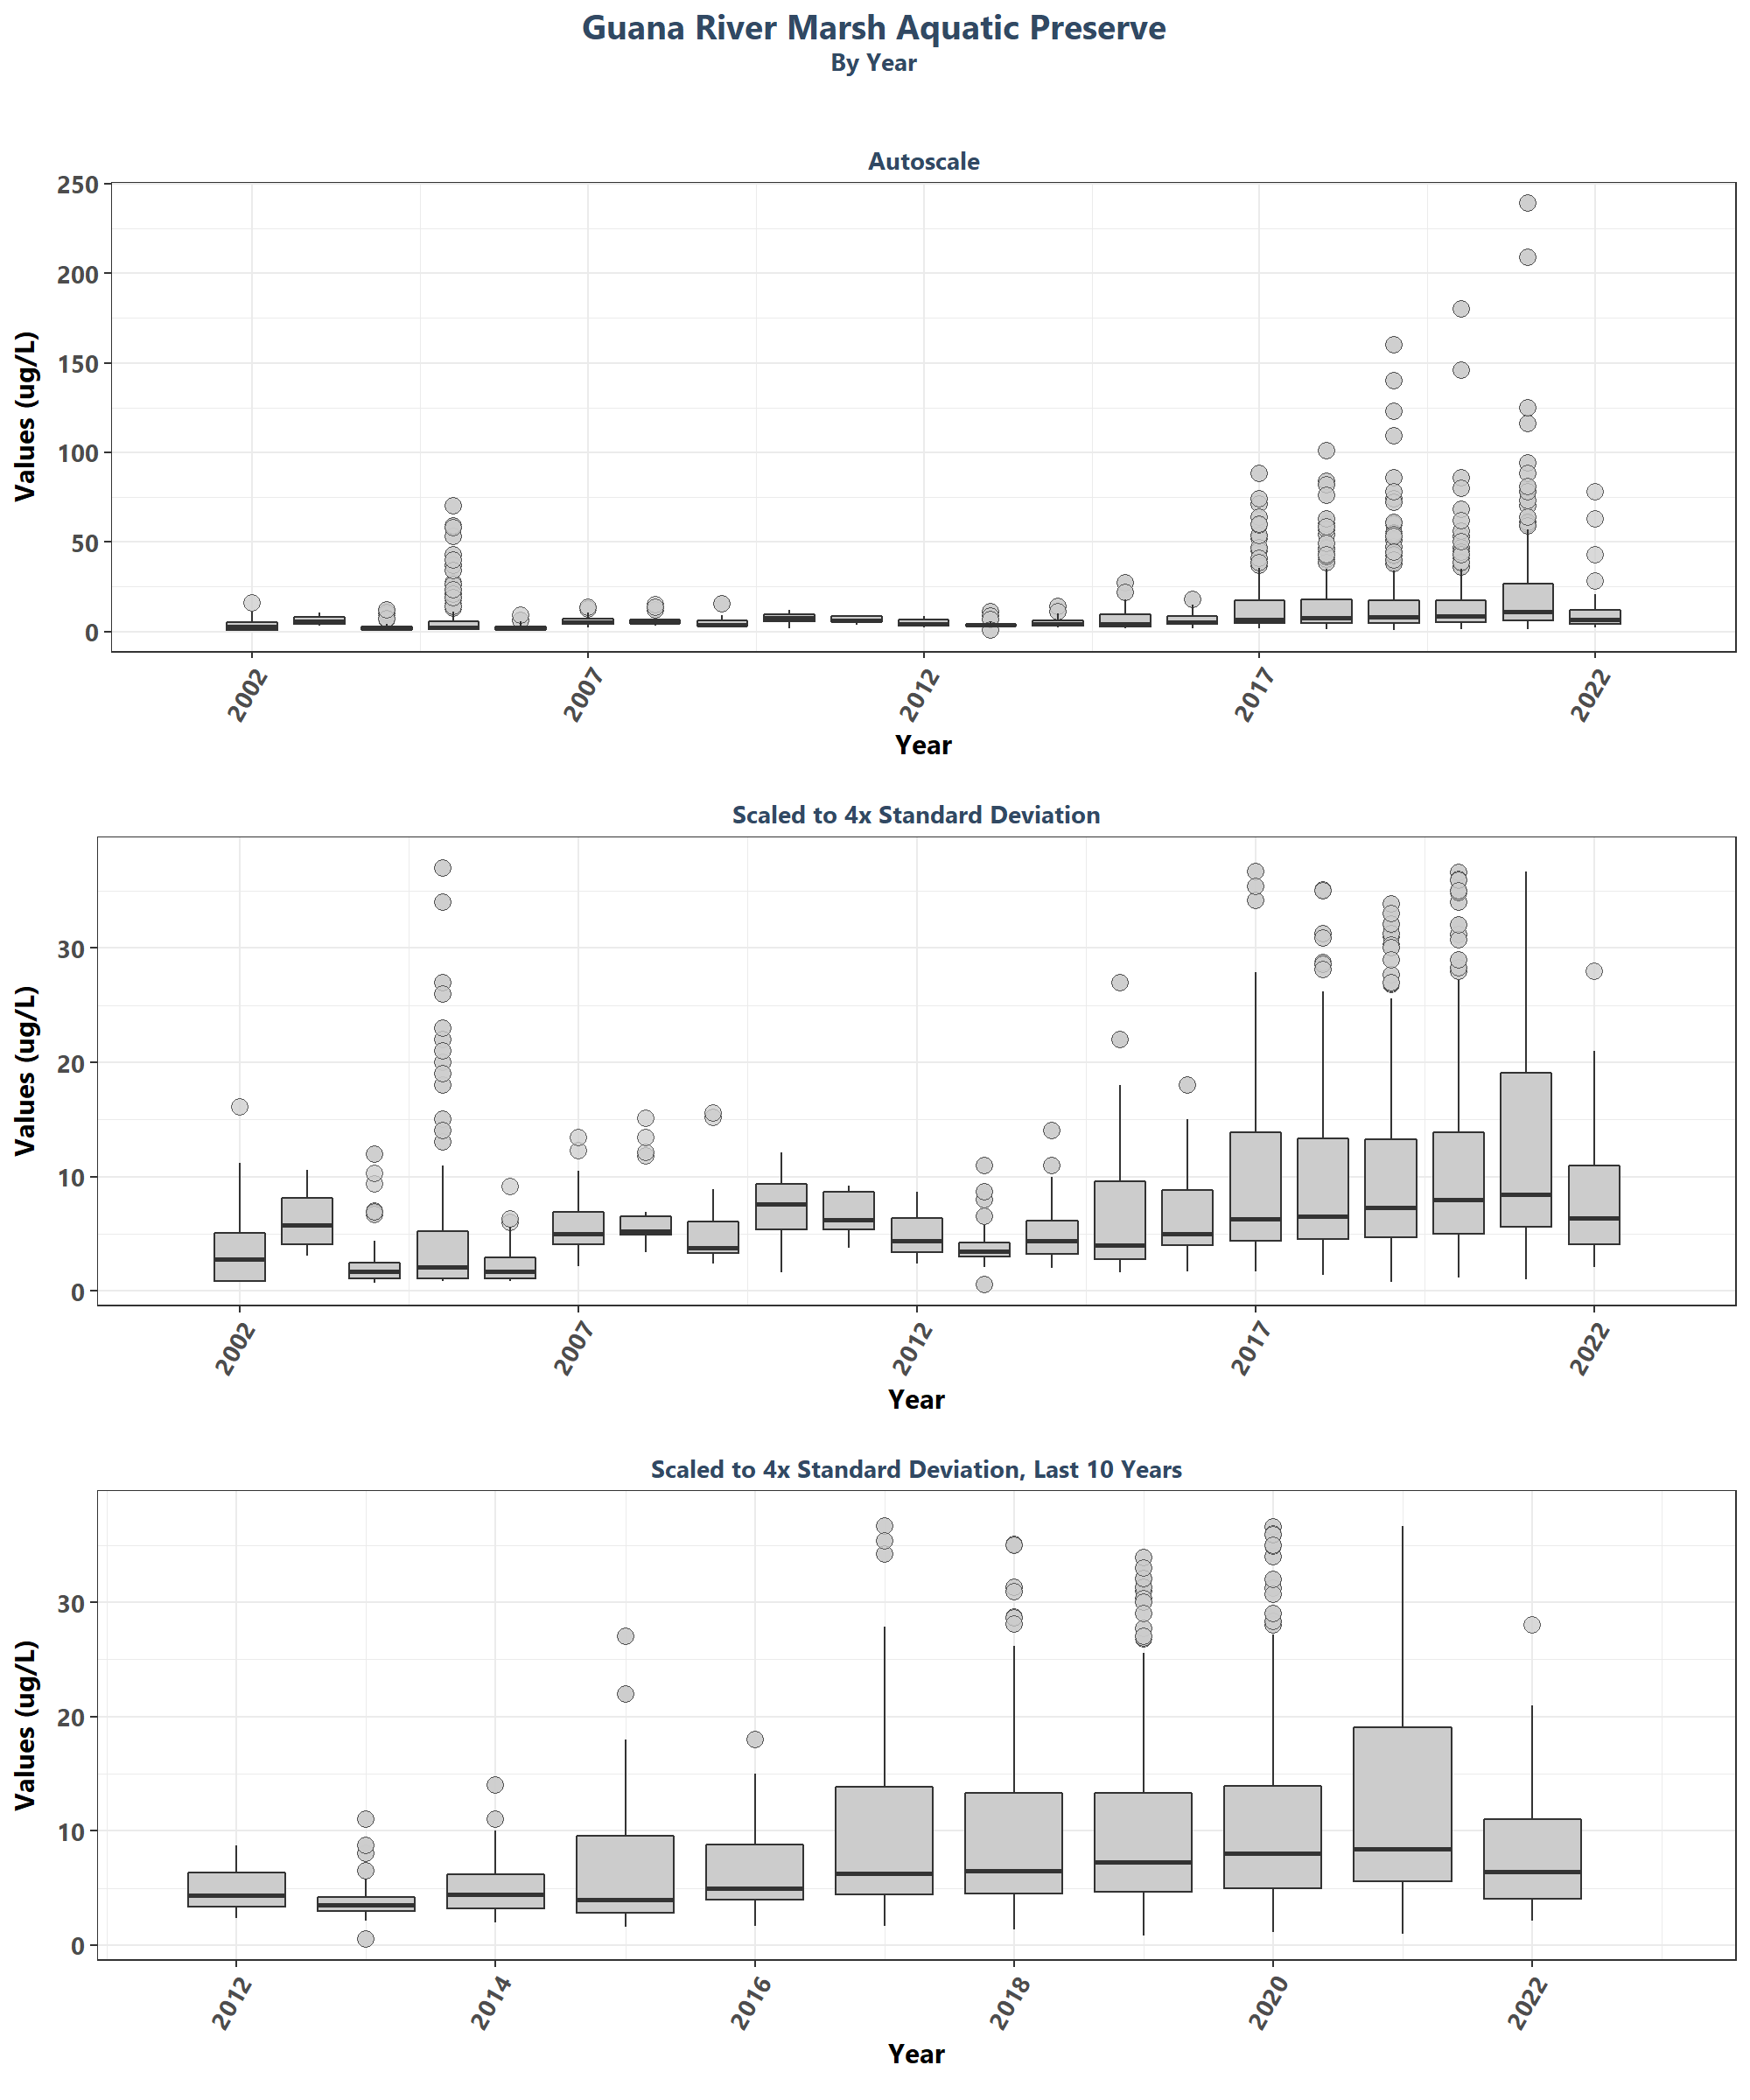 Guana River Marsh Aquatic Preserve
By Year
Autoscale
Values (ug/L)
250
200
150
100
50
0
2002
2007
2012
2017
2022
Year
Scaled to 4x Standard Deviation
Values (ug/L)
30
20
10
0
2002
2007
2012
2017
2022
Year
Scaled to 4x Standard Deviation, Last 10 Years
Values (ug/L)
30
20
10
0
2012
2014
2016
2018
2020
2022
Year